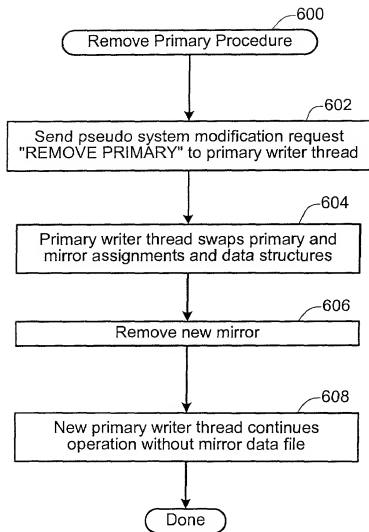 600
Remove Primary Procedure
602
Send pseudo system modification request
"REMOVE PRIMARY" to primary writer thread
604
Primary writer thread swaps primary and
mirror assignments and data structures
606
Remove new mirror
608
New primary writer thread continues
operation without mirror data file
Done